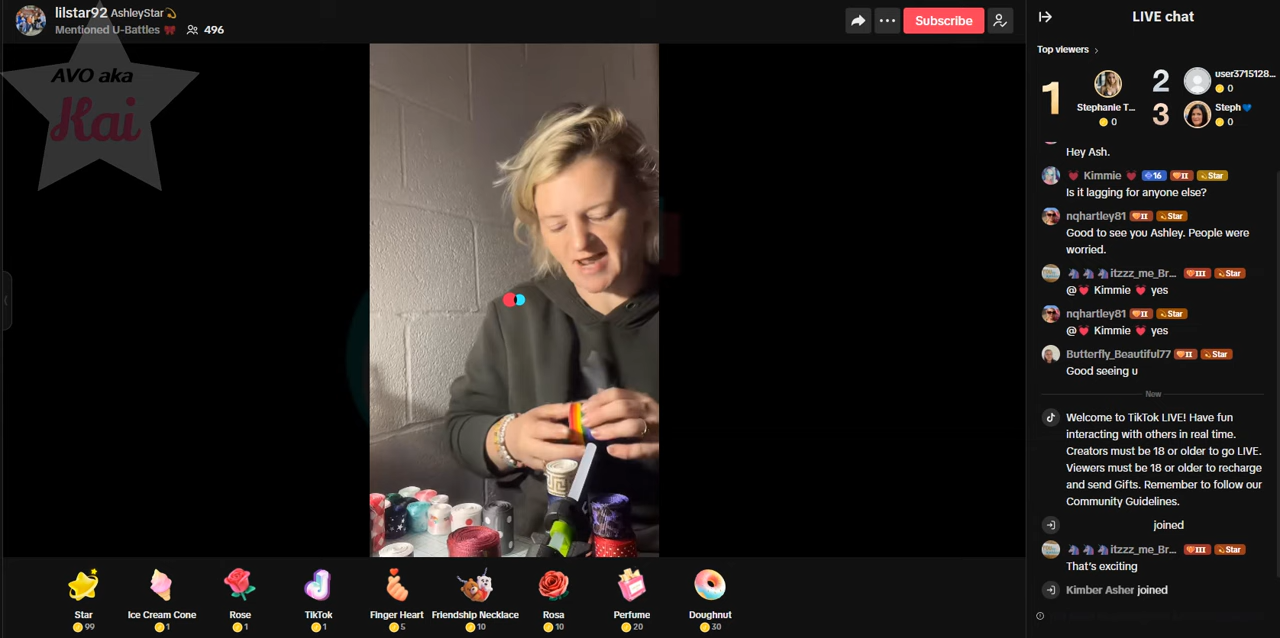 lilstar92 AshleyStar💫
Mentioned U-Battles 496
AVO aka
Kai
Subscribe
LIVE chat
Top viewers
1
Stephanie T...
0
2
user3715128...
0
3
Steph💙
0
Hey Ash.
💗 Kimmie 💗 16 II Star
Is it lagging for anyone else?
nqhartley81 II Star
Good to see you Ashley. People were
worried.
🦄🦄🦄itzzz_me_Br... III Star
@💗 Kimmie 💗 yes
nqhartley81 II Star
@💗 Kimmie 💗 yes
Butterfly_Beautiful77 II Star
Good seeing u
Now
Welcome to TikTok LIVE! Have fun
interacting with others in real time.
Creators must be 18 or older to go LIVE.
Viewers must be 18 or older to recharge
and send Gifts. Remember to follow our
Community Guidelines.
joined
🦄🦄🦄itzzz_me_Br... III Star
That's exciting
Kimber Asher joined
Star
99
Ice Cream Cone
1
Rose
1
TikTok
1
Finger Heart
5
Friendship Necklace
10
Rosa
10
Perfume
20
Doughnut
30